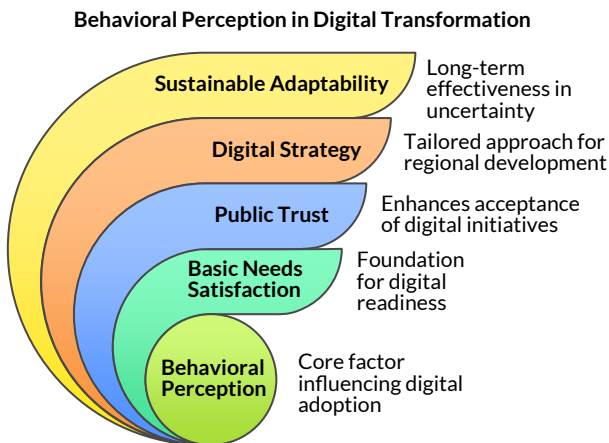 Behavioral Perception in Digital Transformation
Sustainable Adaptability
Long-term
effectiveness in
uncertainty
Digital Strategy
Tailored approach for
regional development
Public Trust
Enhances acceptance
of digital initiatives
Basic Needs
Satisfaction
Foundation
for digital
readiness
Behavioral
Perception
Core factor
influencing digital
adoption